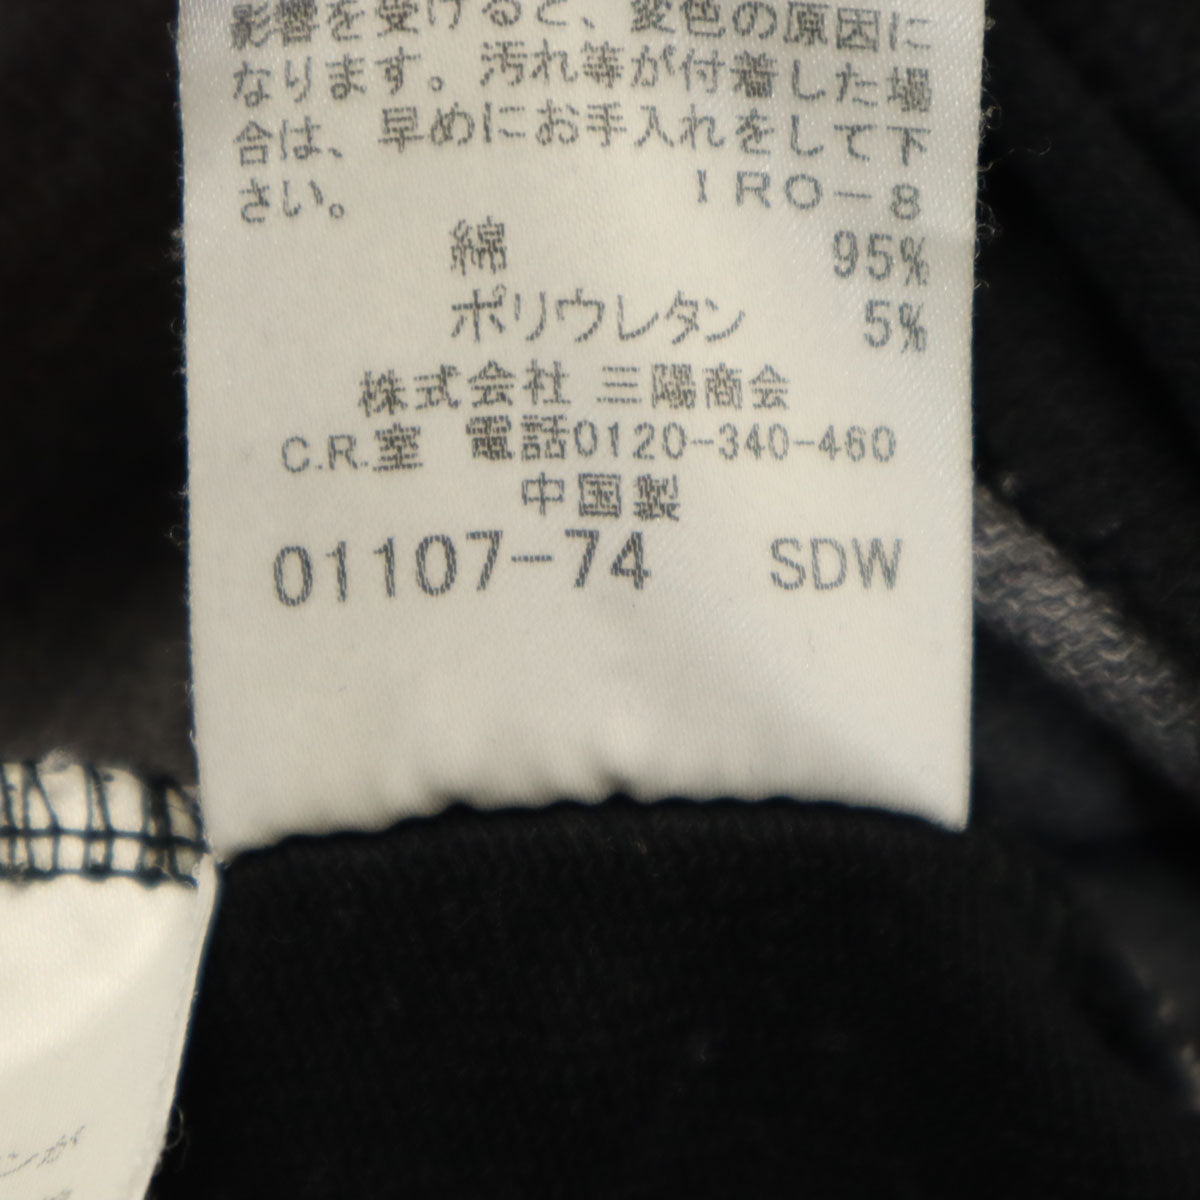 影響を受けると、変色の原因に
なります。汚れ等が付着した場
合は、早めにお手入れをして下
さい。
IRO-8
綿 95%
ポリウレタン 5%
株式会社 三陽商会
C.R.室 電話0120-340-460
中国製
01107-74 SDW